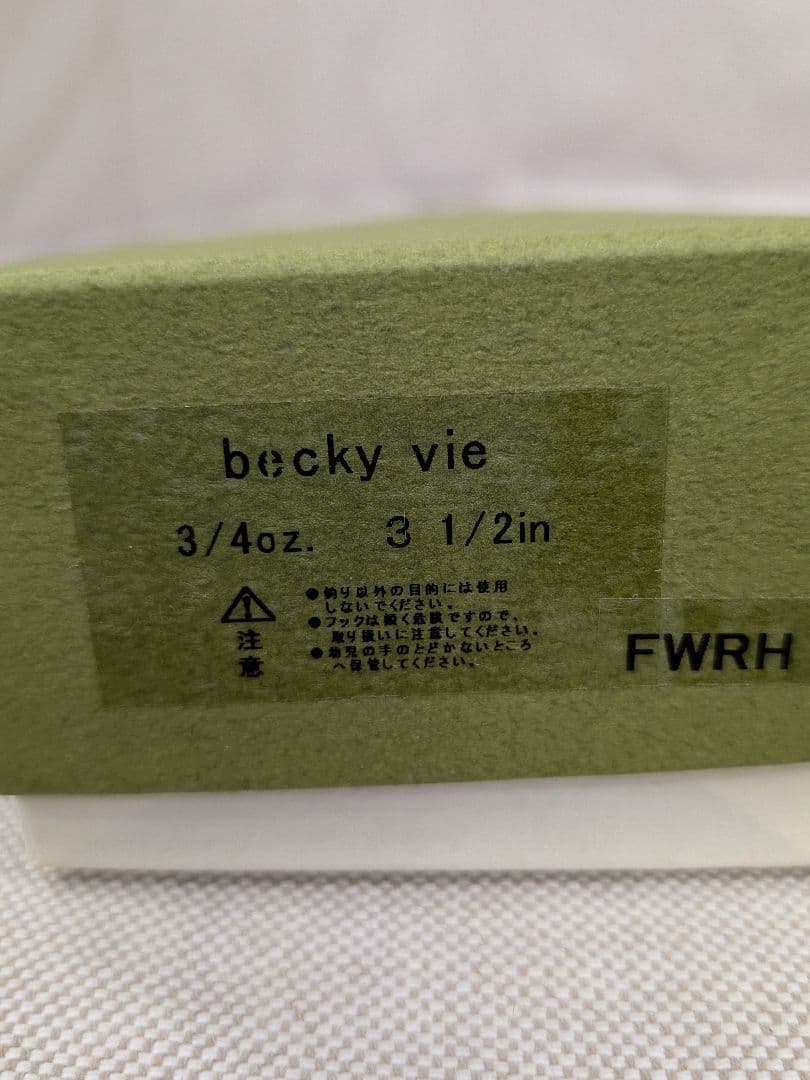 becky vie
3/4oz. 3 1/2in
⚠
注意
●釣り以外の目的には使用
しないでください。
●フックは鋭く危険ですので、
取り扱いに注意してください。
●幼児の手のとどかないところ
へ保管してください。
FWRH